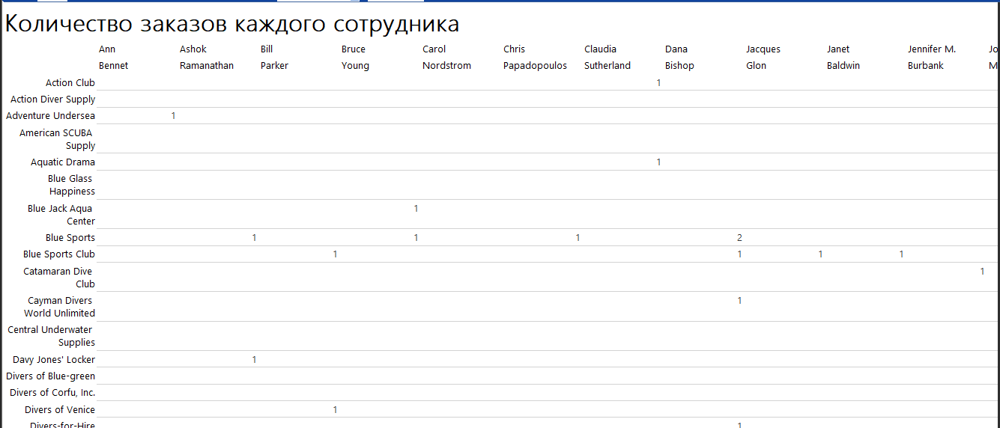 Количество заказов каждого сотрудника
Ann Ashok Bill Bruce Carol Chris Claudia Dana Jacques Janet Jennifer M. Jo
Bennet Ramanathan Parker Young Nordstrom Papadopoulos Sutherland Bishop Glon Baldwin Burbank M
Action Club 1
Action Diver Supply
Adventure Undersea 1
American SCUBA
Supply
Aquatic Drama 1
Blue Glass
Happiness
Blue Jack Aqua 1
Center
Blue Sports 1 1 1 2
Blue Sports Club 1 1 1 1
Catamaran Dive 1
Club
Cayman Divers 1
World Unlimited
Central Underwater
Supplies
Davy Jones' Locker 1
Divers of Blue-green
Divers of Corfu, Inc.
Divers of Venice 1
Divers-for-Hire 1